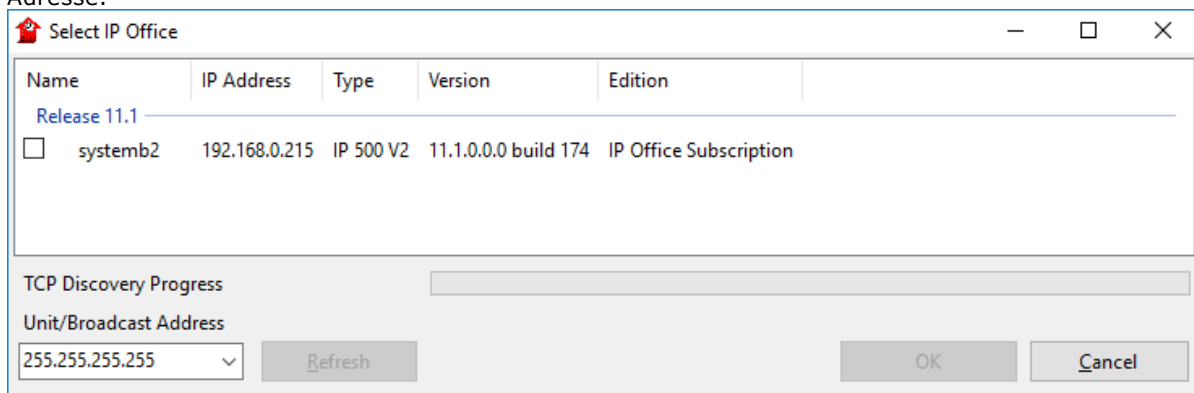 Adresse:
Select IP Office
Name IP Address Type Version Edition
Release 11.1
systemb2 192.168.0.215 IP 500 V2 11.1.0.0.0 build 174 IP Office Subscription
TCP Discovery Progress
Unit/Broadcast Address
255.255.255.255 Refresh OK Cancel